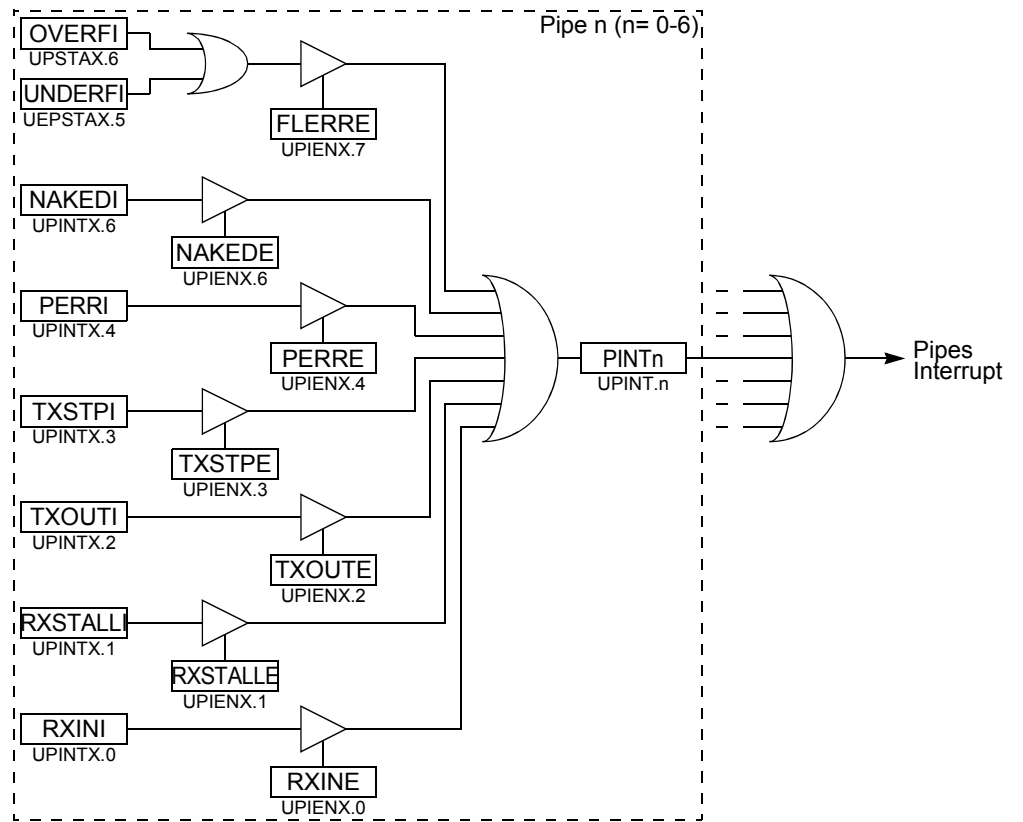 Pipe n (n= 0-6)
OVERFI
UPSTAX.6
UNDERFI
UEPSTAX.5
FLERRE
UPIENX.7
NAKEDI
UPINTX.6
NAKEDE
UPIENX.6
PERRI
UPINTX.4
PERRE
UPIENX.4
PINTn
UPINT.n
Pipes
Interrupt
TXSTPI
UPINTX.3
TXSTPE
UPIENX.3
TXOUTI
UPINTX.2
TXOUTE
UPIENX.2
RXSTALLI
UPINTX.1
RXSTALLE
UPIENX.1
RXINI
UPINTX.0
RXINE
UPIENX.0